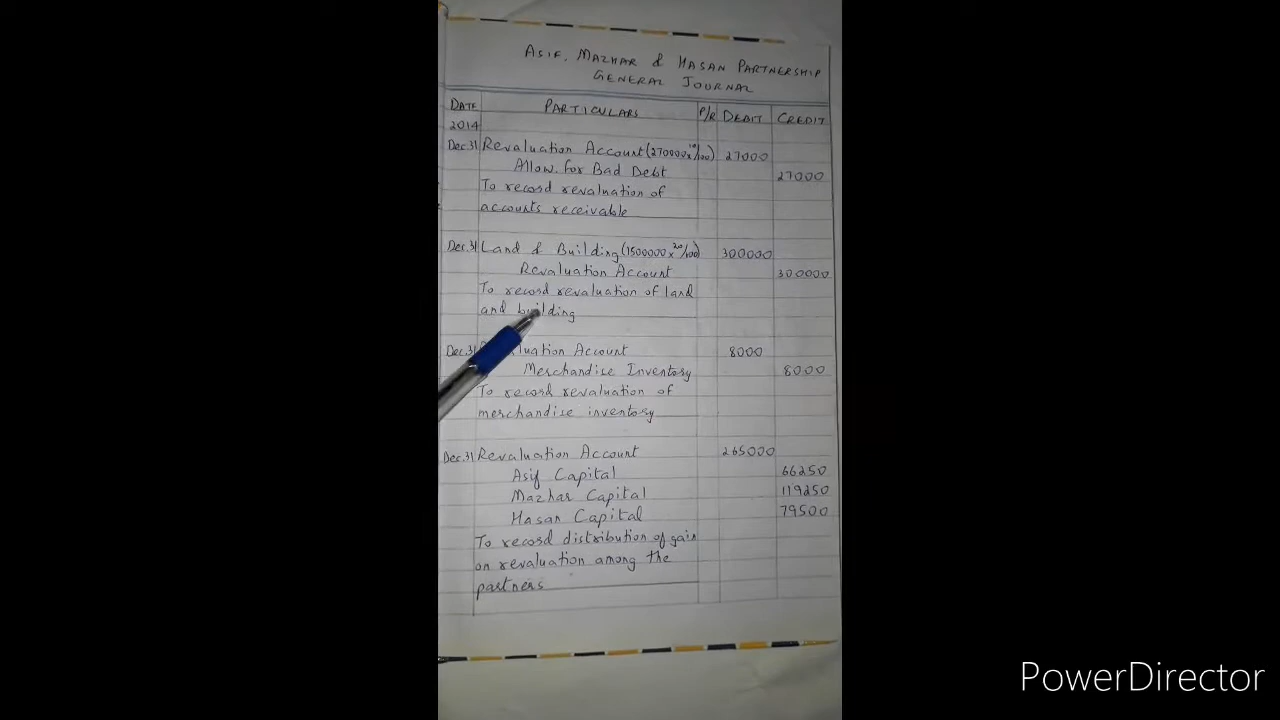 ASIF, MAZHAR & HASAN PARTNERSHIP
GENERAL JOURNAL
DATE PARTICULARS P/R DEBIT CREDIT
2014
Dec.31 Revaluation Account (270000x10/100) 27000
Allow. for Bad Debt 27000
To record revaluation of
accounts receivable
Dec.31 Land & Building (1500000x20/100) 300000
Revaluation Account 300000
To record revaluation of land
and building
Dec.31 luation Account 8000
Merchandise Inventory 8000
To record revaluation of
merchandise inventory
Dec.31 Revaluation Account 265000
Asif Capital 66250
Mazhar Capital 119250
Hasan Capital 79500
To record distribution of gain
on revaluation among the
partners
PowerDirector